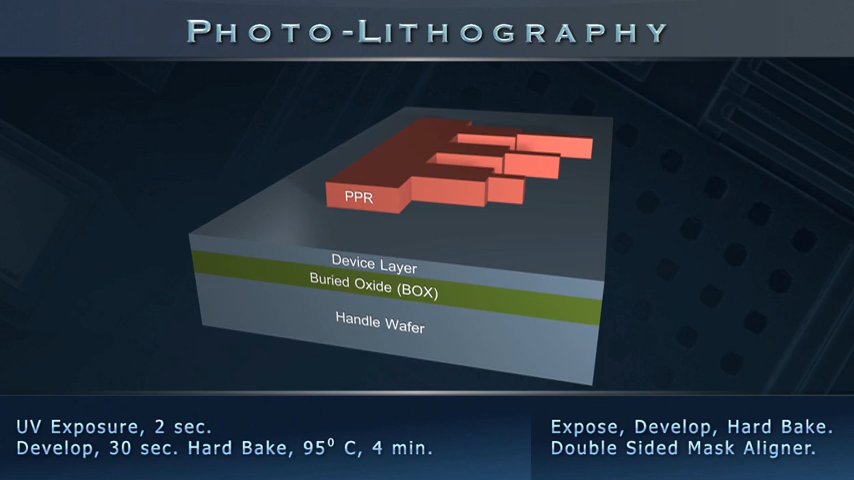 PHOTO-LITHOGRAPHY
PPR
Device Layer
Buried Oxide (BOX)
Handle Wafer
UV Exposure, 2 sec.
Develop, 30 sec. Hard Bake, 95⁰ C, 4 min.
Expose, Develop, Hard Bake.
Double Sided Mask Aligner.